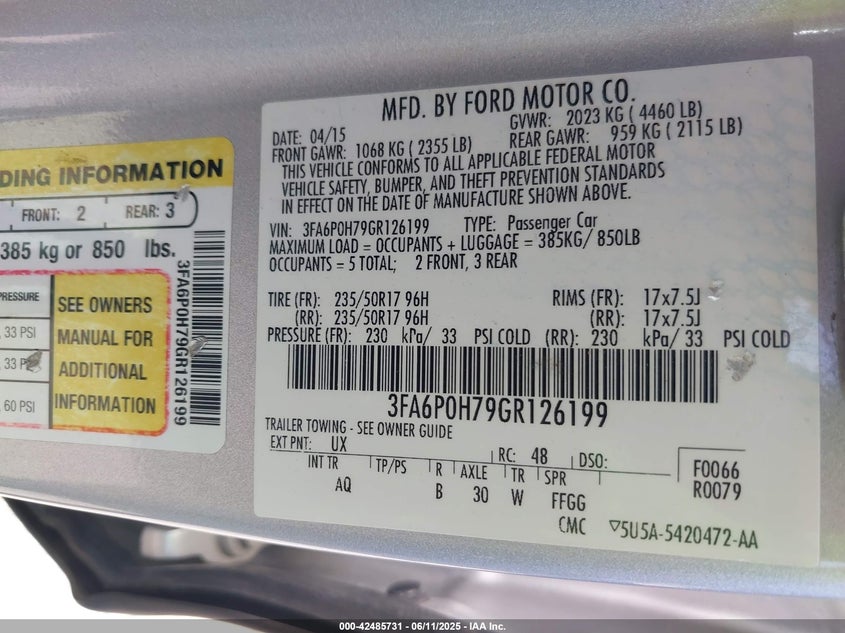 DING INFORMATION
FRONT: 2 REAR: 3
385 kg or 850 lbs.
PRESSURE
33 PSI
33 PSI
60 PSI
SEE OWNERS
MANUAL FOR
ADDITIONAL
INFORMATION
3FA6P0H79GR126199
MFD. BY FORD MOTOR CO.
DATE: 04/15 GVWR: 2023 KG ( 4460 LB)
FRONT GAWR: 1068 KG ( 2355 LB) REAR GAWR: 959 KG ( 2115 LB)
THIS VEHICLE CONFORMS TO ALL APPLICABLE FEDERAL MOTOR
VEHICLE SAFETY, BUMPER, AND THEFT PREVENTION STANDARDS
IN EFFECT ON THE DATE OF MANUFACTURE SHOWN ABOVE.
VIN: 3FA6P0H79GR126199 TYPE: Passenger Car
MAXIMUM LOAD = OCCUPANTS + LUGGAGE = 385KG/ 850LB
OCCUPANTS = 5 TOTAL; 2 FRONT, 3 REAR
TIRE (FR): 235/50R17 96H RIMS (FR): 17x7.5J
(RR): 235/50R17 96H (RR): 17x7.5J
PRESSURE (FR): 230 kPa/ 33 PSI COLD (RR): 230 kPa/ 33 PSI COLD
3FA6P0H79GR126199
TRAILER TOWING - SEE OWNER GUIDE
EXT PNT: UX RC: 48 DSO:
INT TR TP/PS R AXLE TR SPR
AQ B 30 W FFGG
F0066
R0079
CMC ▽5U5A-5420472-AA
000-42485731 - 06/11/2025 - IAA Inc.